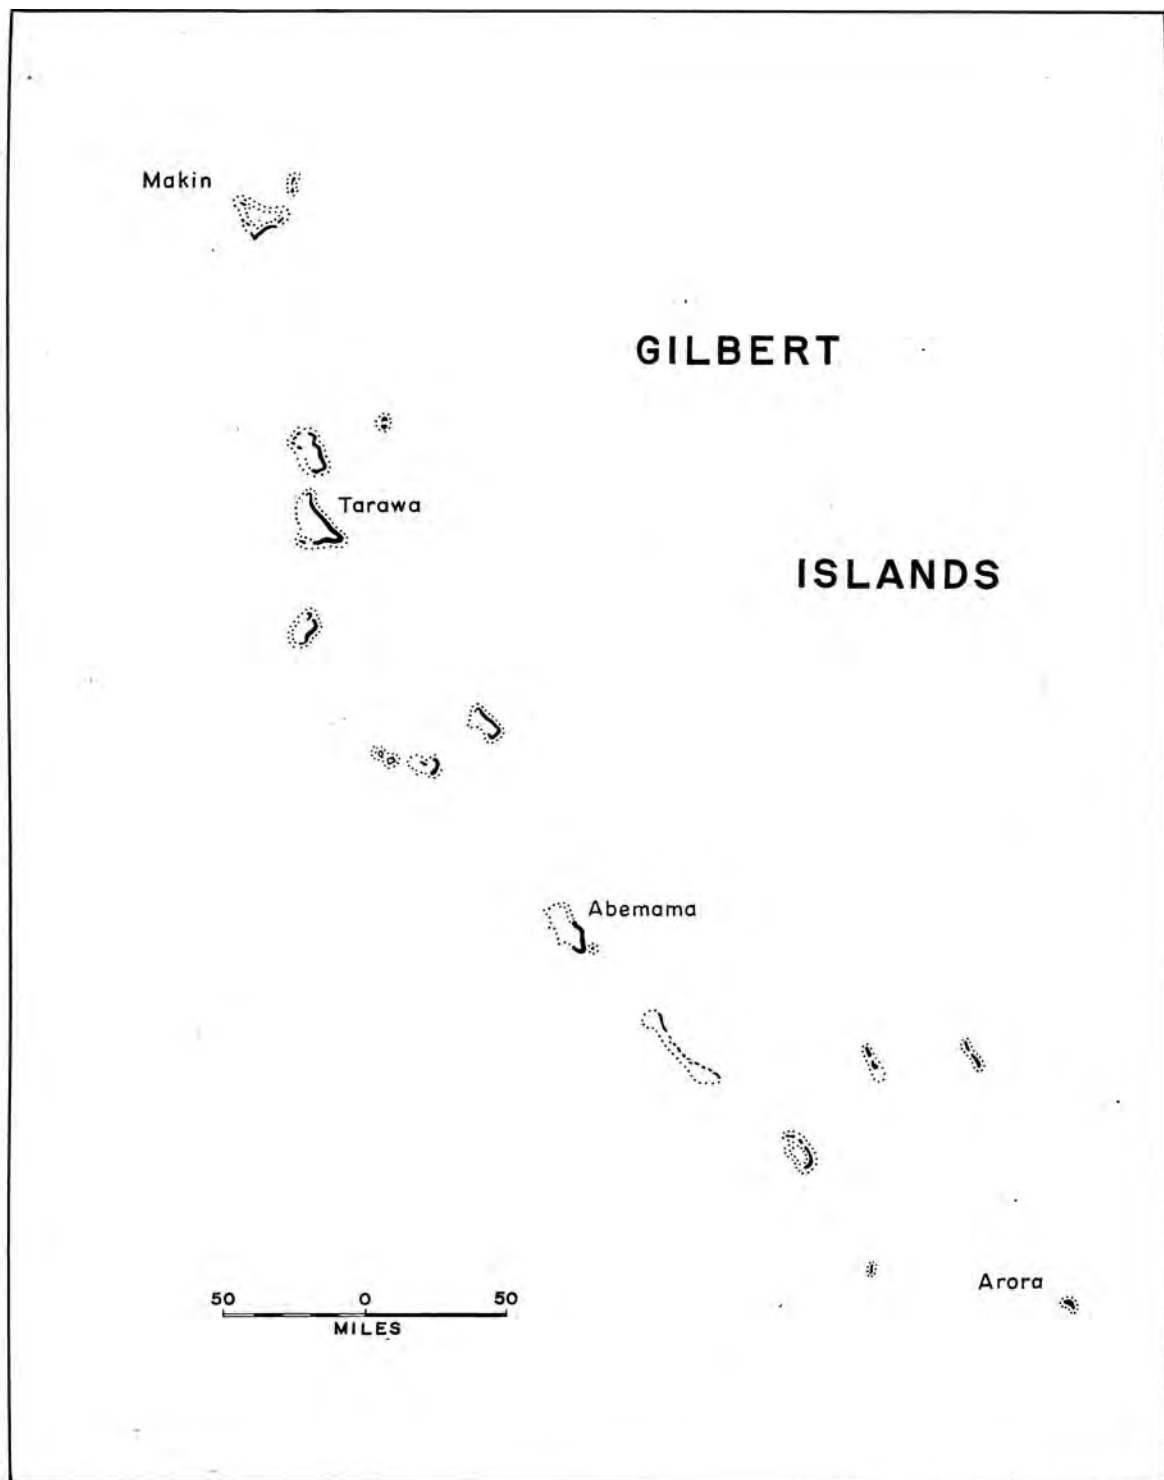 Makin
GILBERT
Tarawa
ISLANDS
Abemama
Arora
50 0 50
MILES